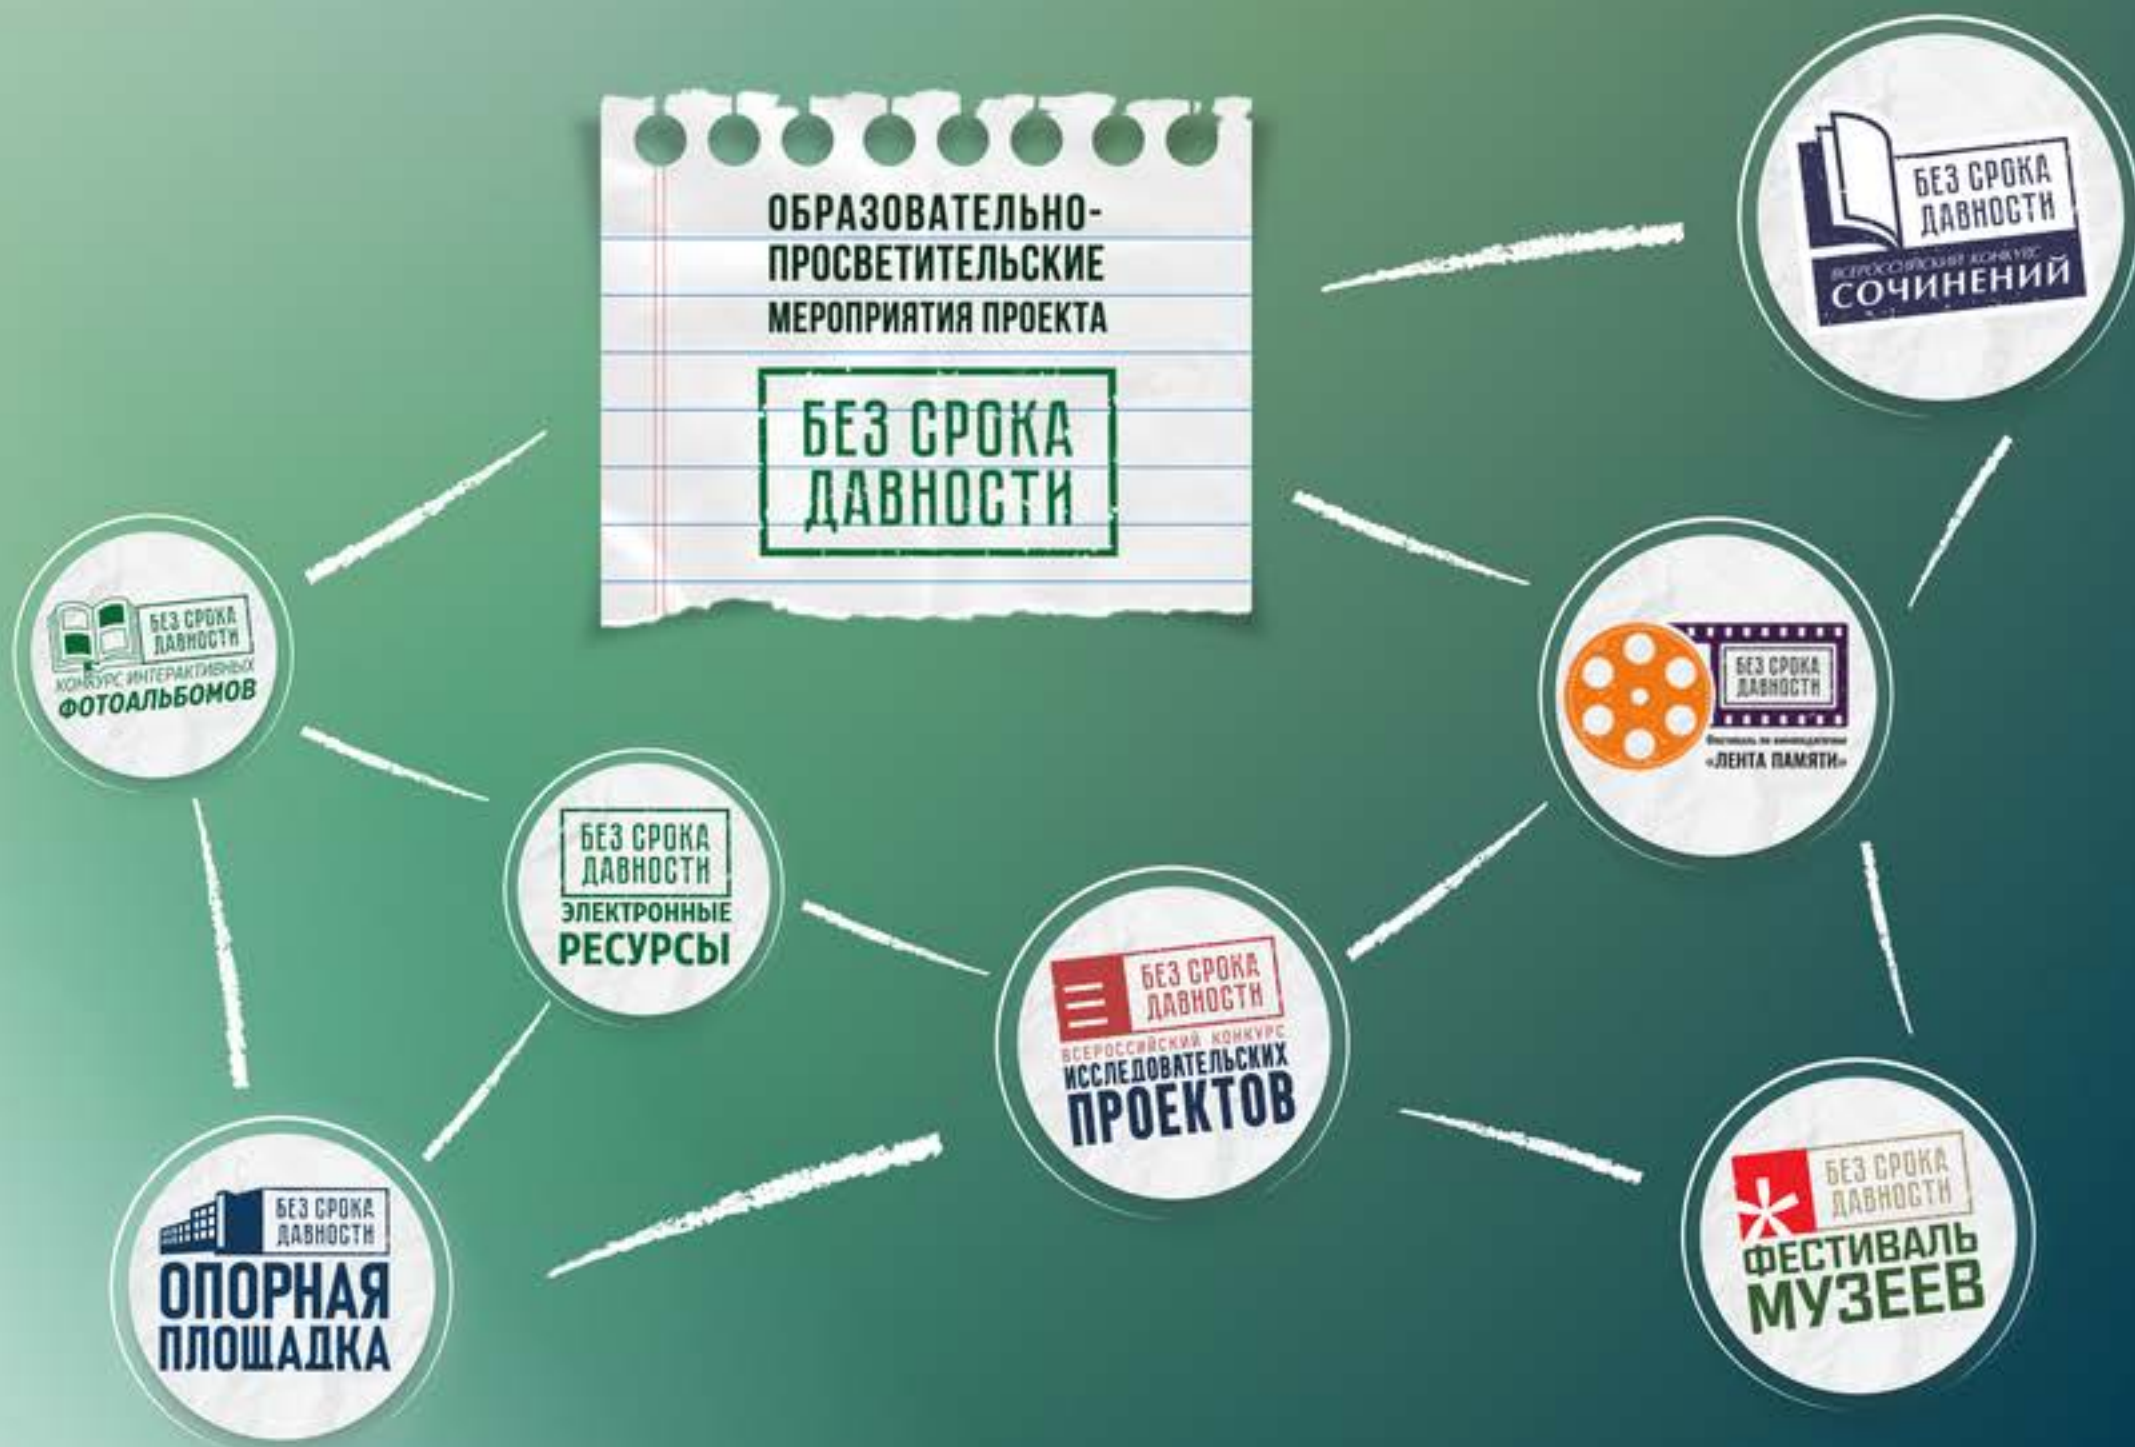 ОБРАЗОВАТЕЛЬНО-
ПРОСВЕТИТЕЛЬСКИЕ
МЕРОПРИЯТИЯ ПРОЕКТА
БЕЗ СРОКА
ДАВНОСТИ
БЕЗ СРОКА
ДАВНОСТИ
ВСЕРОССИЙСКИЙ КОНКУРС
СОЧИНЕНИЙ
БЕЗ СРОКА
ДАВНОСТИ
КОНКУРС ИНТЕРАКТИВНЫХ
ФОТОАЛЬБОМОВ
БЕЗ СРОКА
ДАВНОСТИ
Фестиваль по
«ЛЕНТА ПАМЯТИ»
БЕЗ СРОКА
ДАВНОСТИ
ЭЛЕКТРОННЫЕ
РЕСУРСЫ
БЕЗ СРОКА
ДАВНОСТИ
ВСЕРОССИЙСКИЙ КОНКУРС
ИССЛЕДОВАТЕЛЬСКИХ
ПРОЕКТОВ
БЕЗ СРОКА
ДАВНОСТИ
ОПОРНАЯ
ПЛОЩАДКА
БЕЗ СРОКА
ДАВНОСТИ
ФЕСТИВАЛЬ
МУЗЕЕВ